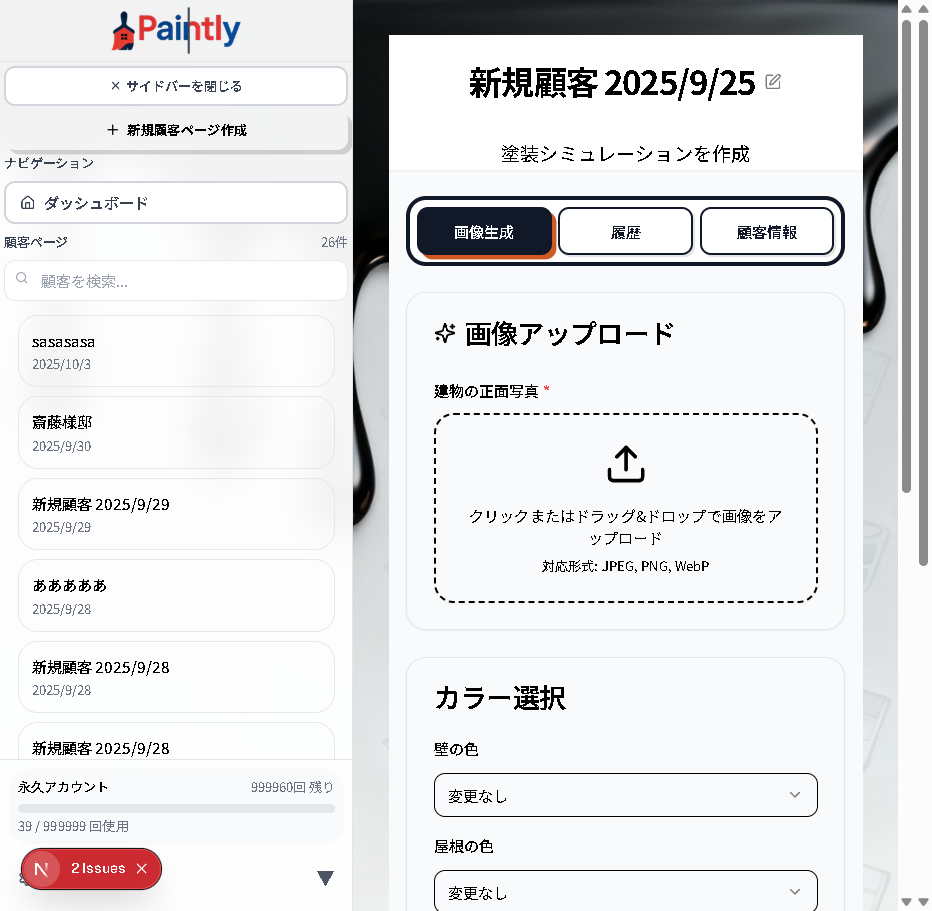 Paintly
× サイドバーを閉じる
+ 新規顧客ページ作成
ナビゲーション
ダッシュボード
顧客ページ 26件
顧客を検索...
sasasasa
2025/10/3
斎藤様邸
2025/9/30
新規顧客 2025/9/29
2025/9/29
あああああ
2025/9/28
新規顧客 2025/9/28
2025/9/28
新規顧客 2025/9/28
永久アカウント 999960回 残り
39 / 999999 回使用
N 2 Issues ×
新規顧客 2025/9/25
塗装シミュレーションを作成
画像生成 履歴 顧客情報
画像アップロード
建物の正面写真 *
クリックまたはドラッグ&ドロップで画像をア
ップロード
対応形式: JPEG, PNG, WebP
カラー選択
壁の色
変更なし
屋根の色
変更なし